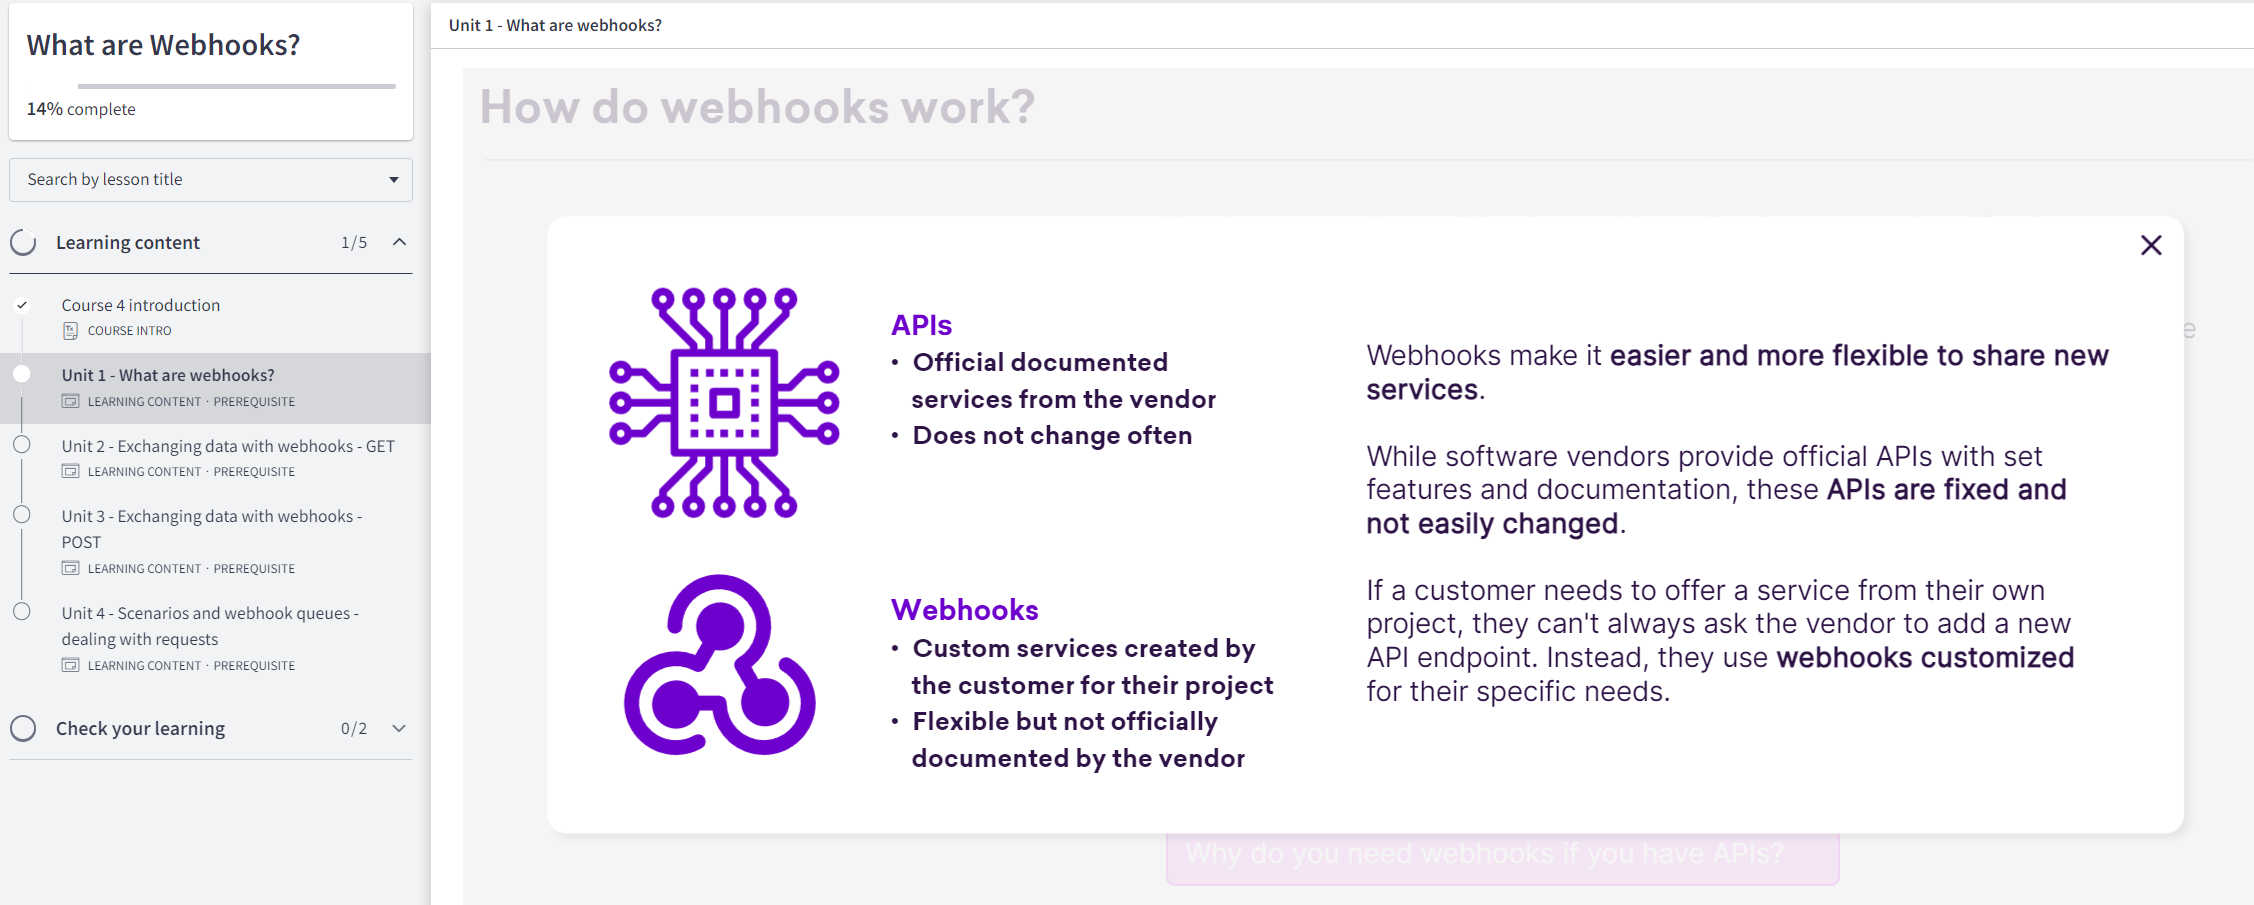 What are Webhooks?
14% complete
Search by lesson title
Learning content 1/5
Course 4 introduction
COURSE INTRO
Unit 1 - What are webhooks?
LEARNING CONTENT · PREREQUISITE
Unit 2 - Exchanging data with webhooks - GET
LEARNING CONTENT · PREREQUISITE
Unit 3 - Exchanging data with webhooks -
POST
LEARNING CONTENT · PREREQUISITE
Unit 4 - Scenarios and webhook queues -
dealing with requests
LEARNING CONTENT · PREREQUISITE
Check your learning 0/2
Unit 1 - What are webhooks?
How do webhooks work?
APIs
• Official documented
services from the vendor
• Does not change often
Webhooks
• Custom services created by
the customer for their project
• Flexible but not officially
documented by the vendor
Webhooks make it easier and more flexible to share new
services.
While software vendors provide official APIs with set
features and documentation, these APIs are fixed and
not easily changed.
If a customer needs to offer a service from their own
project, they can't always ask the vendor to add a new
API endpoint. Instead, they use webhooks customized
for their specific needs.
Why do you need webhooks if you have APIs?